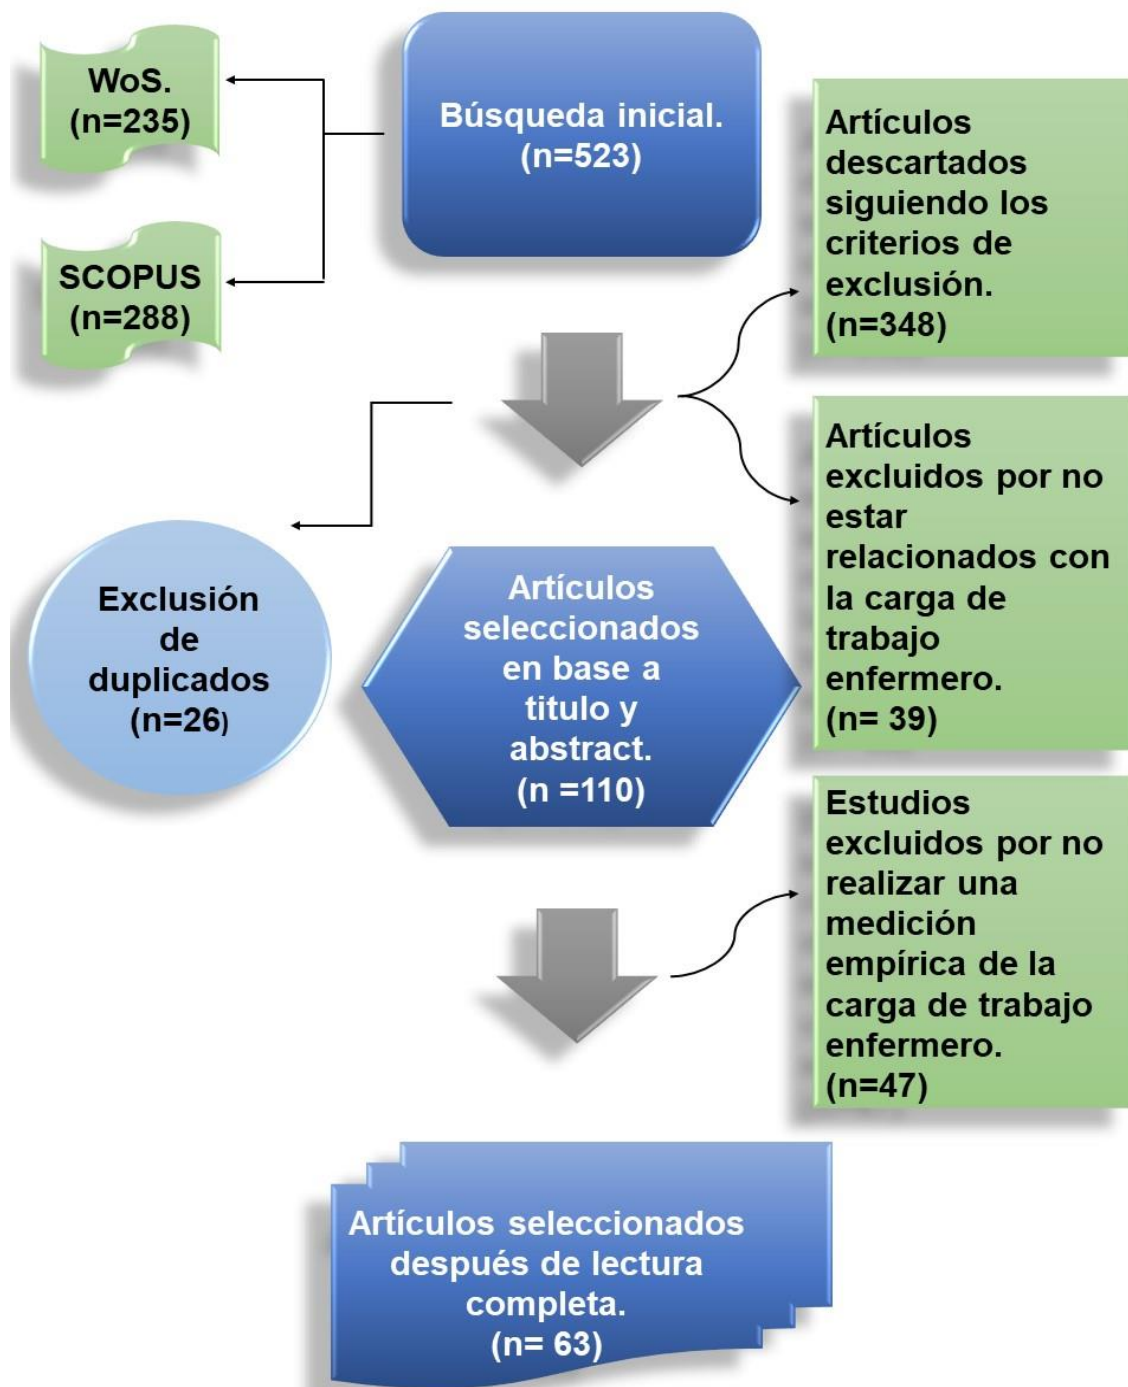 WoS.
(n=235)
SCOPUS
(n=288)
Búsqueda inicial.
(n=523)
Artículos
descartados
siguiendo los
criterios de
exclusión.
(n=348)
Artículos
excluidos por no
estar
relacionados con
la carga de
trabajo
enfermero.
(n= 39)
Exclusión
de
duplicados
(n=26)
Artículos
seleccionados
en base a
titulo y
abstract.
(n =110)
Estudios
excluidos por no
realizar una
medición
empírica de la
carga de trabajo
enfermero.
(n=47)
Artículos seleccionados
después de lectura
completa.
(n= 63)